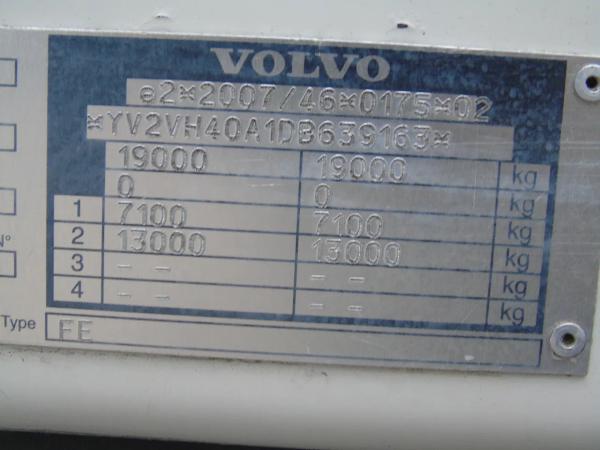 VOLVO
e2*2007/46*0175*02
*YV2VH40A1DB639163*
19000 19000 kg
0 0 kg
1 7100 7100 kg
2 13000 13000 kg
3 - - - - kg
4 - - - - kg
N°
Type FE